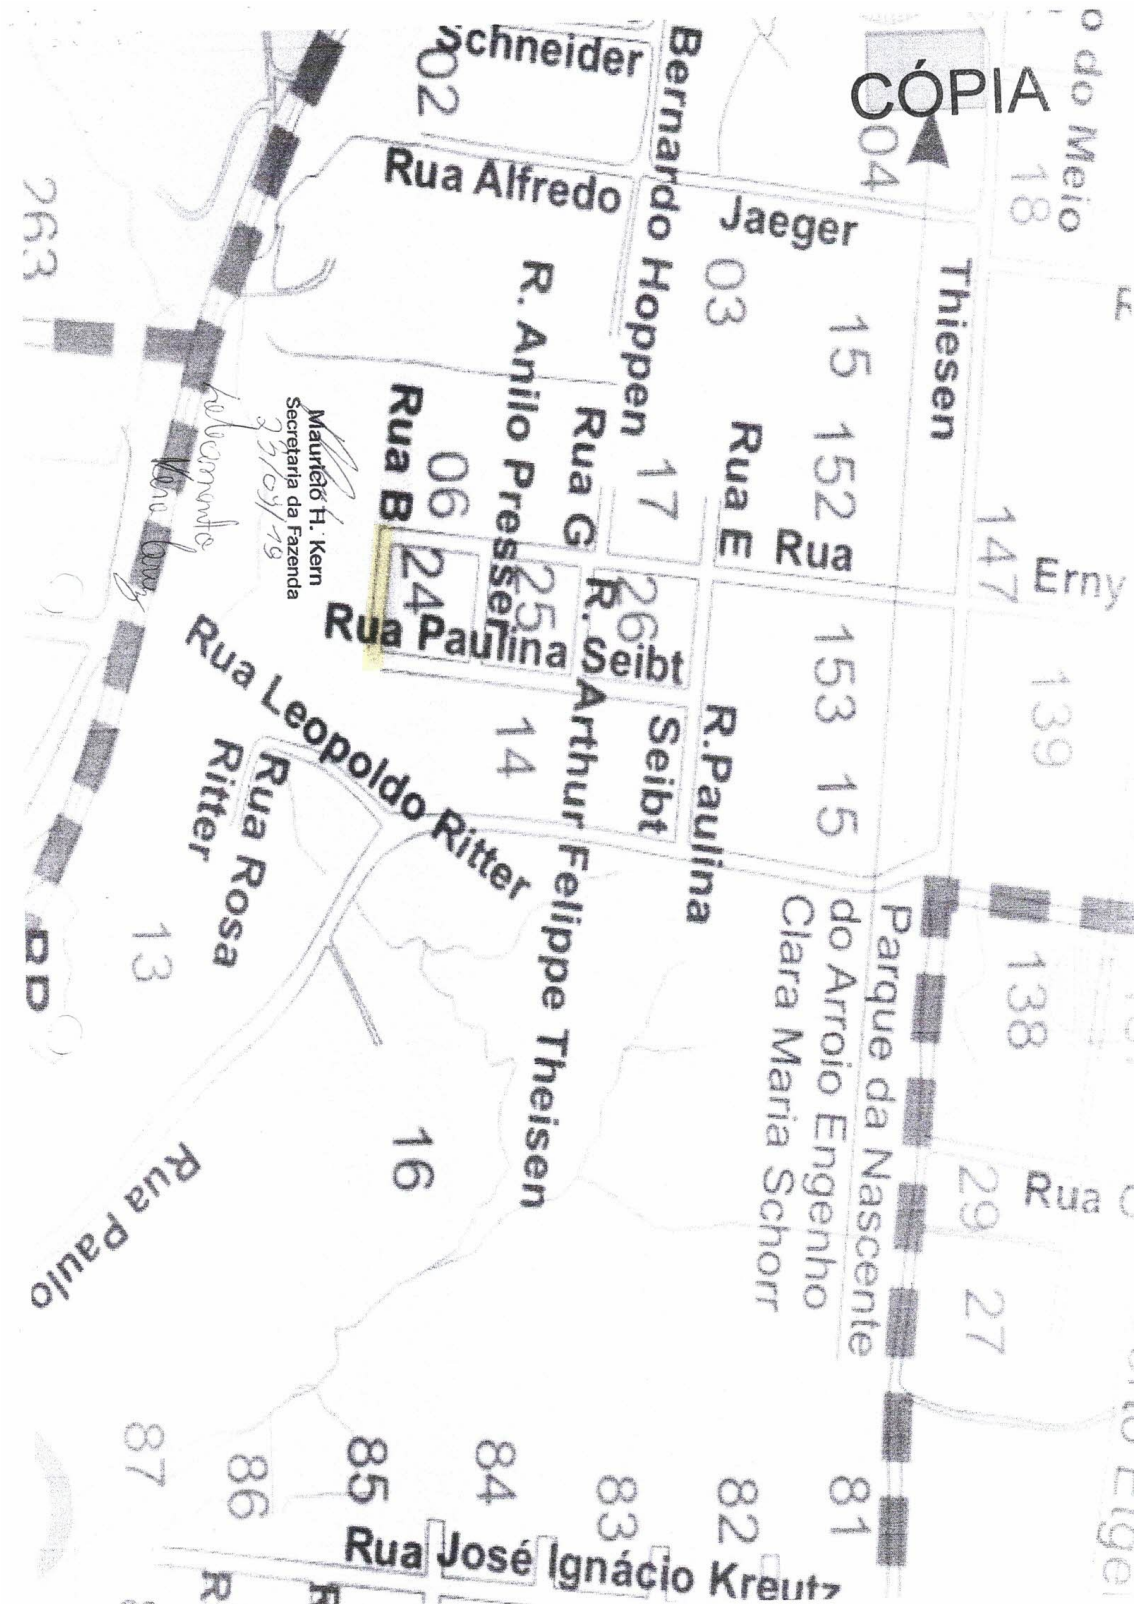 Schneider
02
Bernardo Hoppen
CÓPIA
o do Meio
04
18
Rua Alfredo
Jaeger
263
03
Thiesen
R. Anilo Presser
15
Rua B
06
Rua G
17
Rua E
152
Rua
147
Erny
Mauricio H. Kern
Secretaria da Fazenda
24
25
26
Rua Paulina Seibt
R. Arthur Felippe Theisen
153
139
Rua Leopoldo Ritter
14
Seibt
R.Paulina
15
Rua Rosa
Ritter
13
RD
Parque da Nascente
do Arroio Engenho
Clara Maria Schorr
138
16
29
Rua
27
Rua Paulo
87
86
85
84
83
82
81
Rua José Ignácio Kreutz
R
R